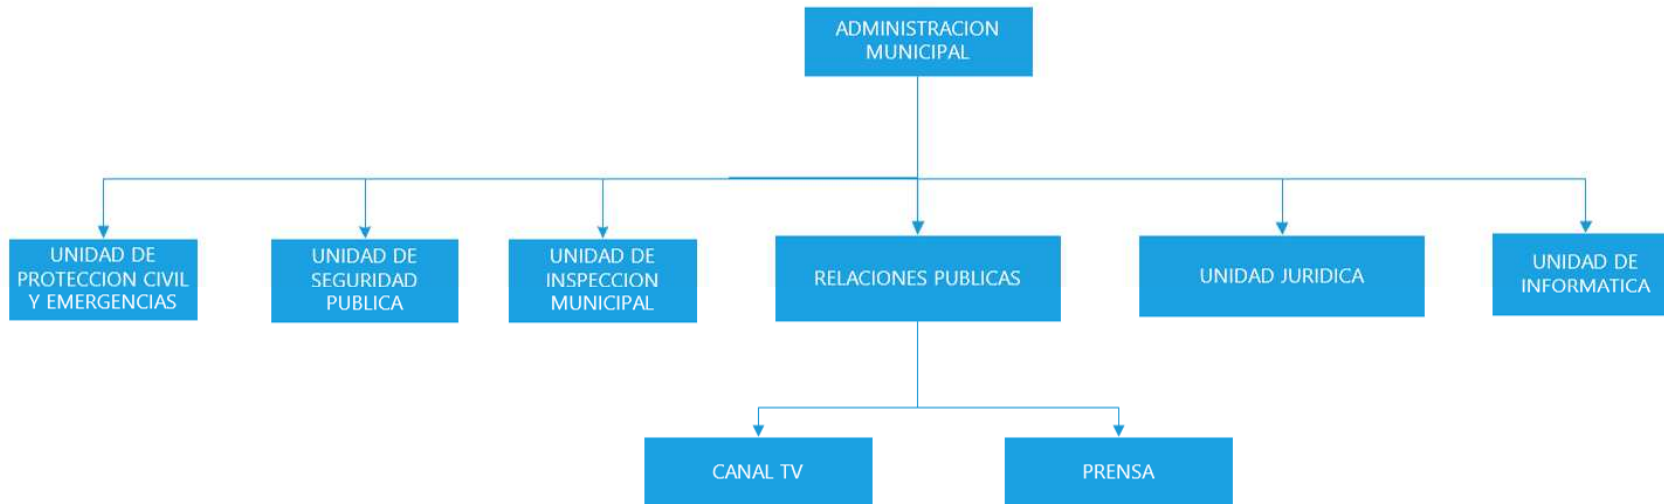 ADMINISTRACION
MUNICIPAL
UNIDAD DE
PROTECCION CIVIL
Y EMERGENCIAS
UNIDAD DE
SEGURIDAD
PUBLICA
UNIDAD DE
INSPECCION
MUNICIPAL
RELACIONES PUBLICAS
UNIDAD JURIDICA
UNIDAD DE
INFORMATICA
CANAL TV
PRENSA